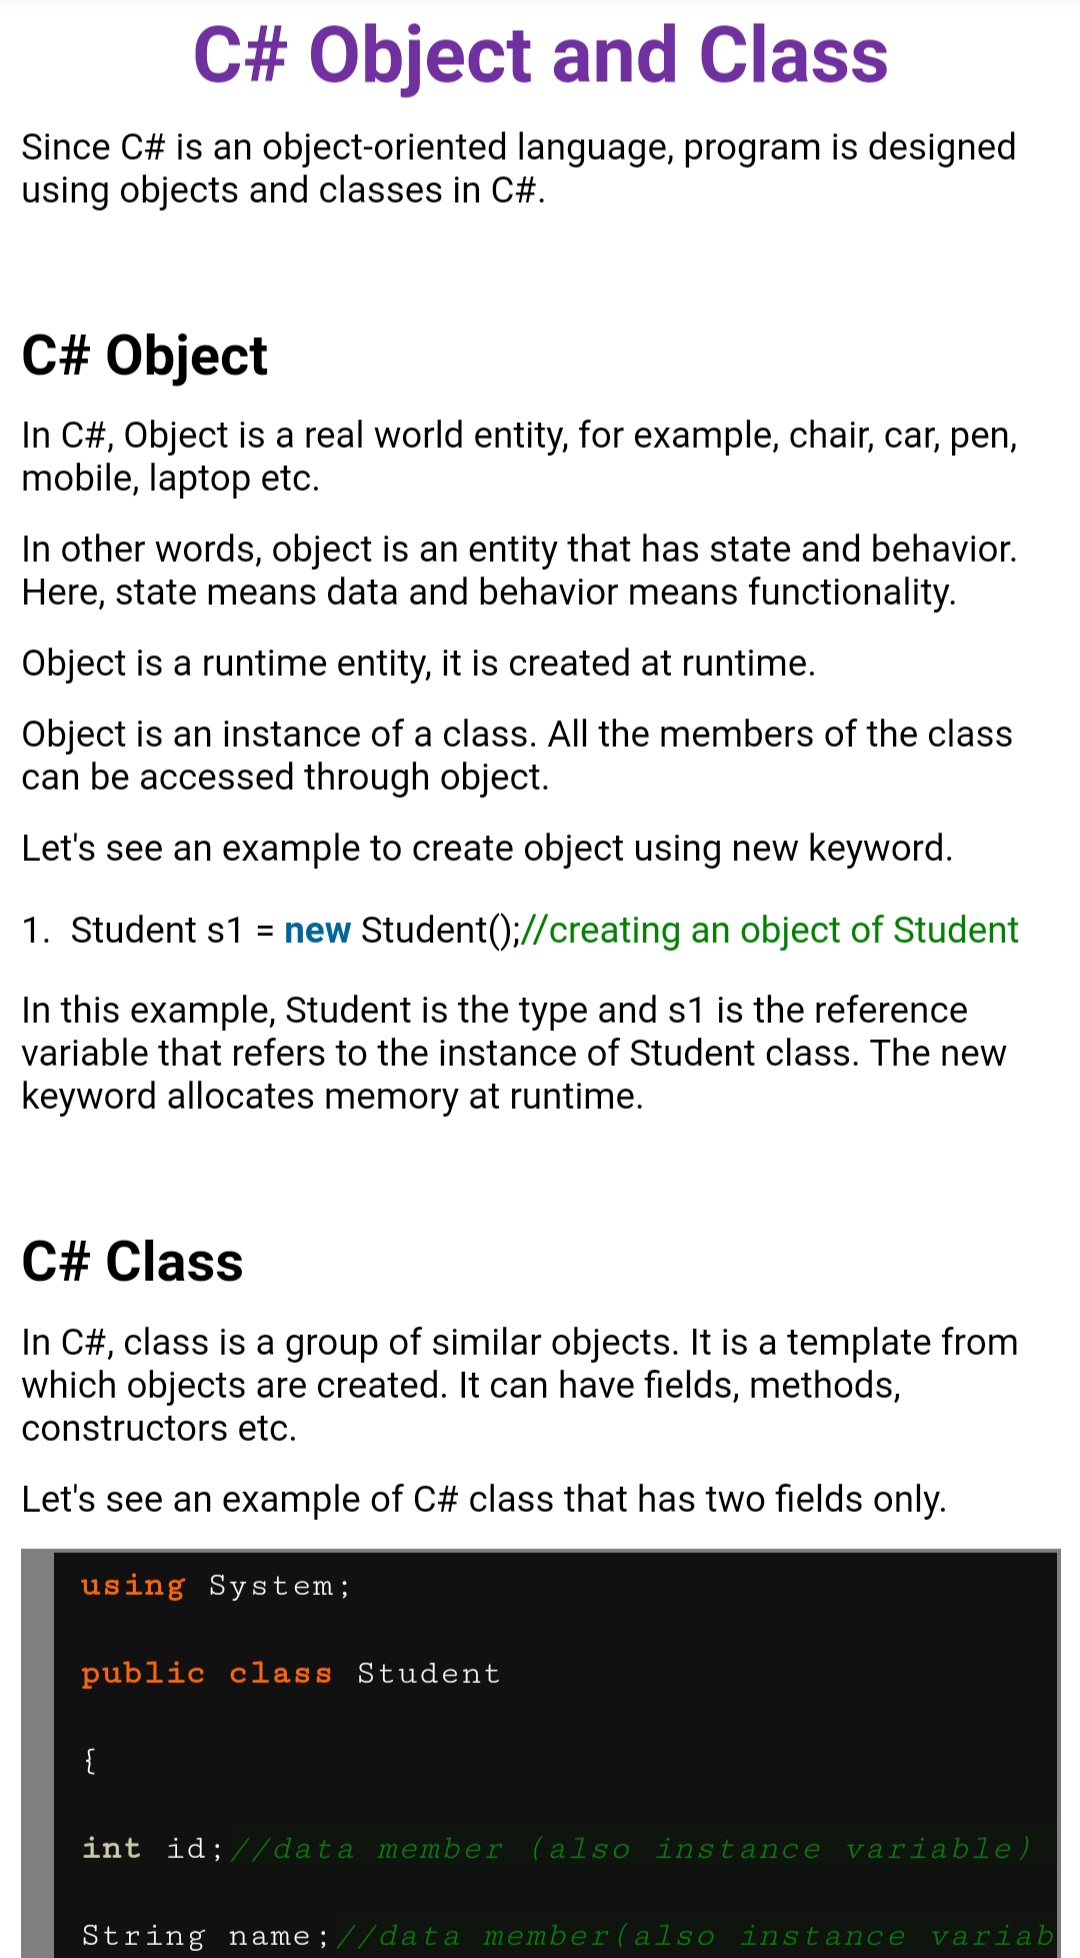 C# Object and Class
Since C# is an object-oriented language, program is designed
using objects and classes in C#.
C# Object
In C#, Object is a real world entity, for example, chair, car, pen,
mobile, laptop etc.
In other words, object is an entity that has state and behavior.
Here, state means data and behavior means functionality.
Object is a runtime entity, it is created at runtime.
Object is an instance of a class. All the members of the class
can be accessed through object.
Let's see an example to create object using new keyword.
1. Student s1 = new Student();//creating an object of Student
In this example, Student is the type and s1 is the reference
variable that refers to the instance of Student class. The new
keyword allocates memory at runtime.
C# Class
In C#, class is a group of similar objects. It is a template from
which objects are created. It can have fields, methods,
constructors etc.
Let's see an example of C# class that has two fields only.
using System;
public class Student
{
int id;//data member (also instance variable)
String name;//data member(also instance variab